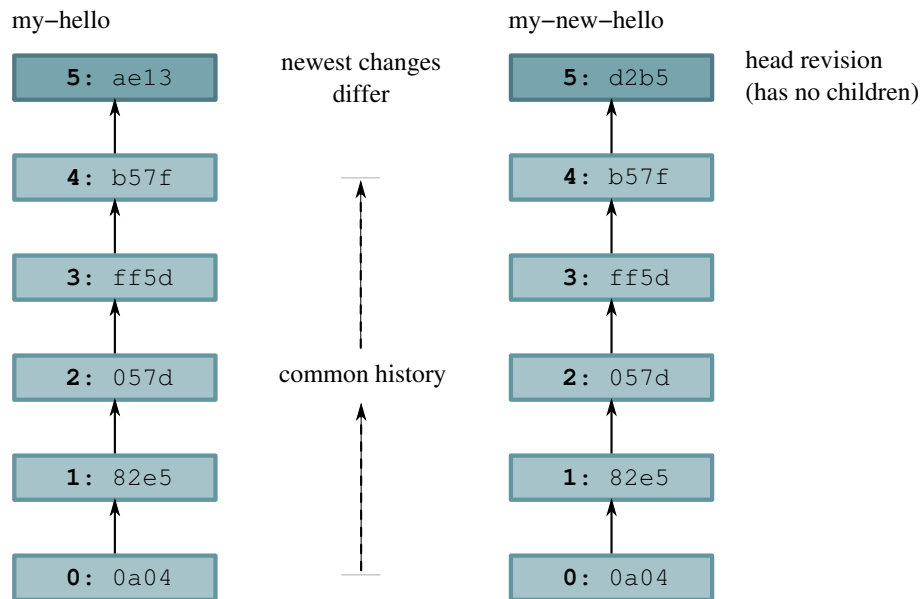 my−hello
my−new−hello
5: ae13
newest changes
differ
5: d2b5
head revision
(has no children)
4: b57f
4: b57f
3: ff5d
3: ff5d
2: 057d
common history
2: 057d
1: 82e5
1: 82e5
0: 0a04
0: 0a04